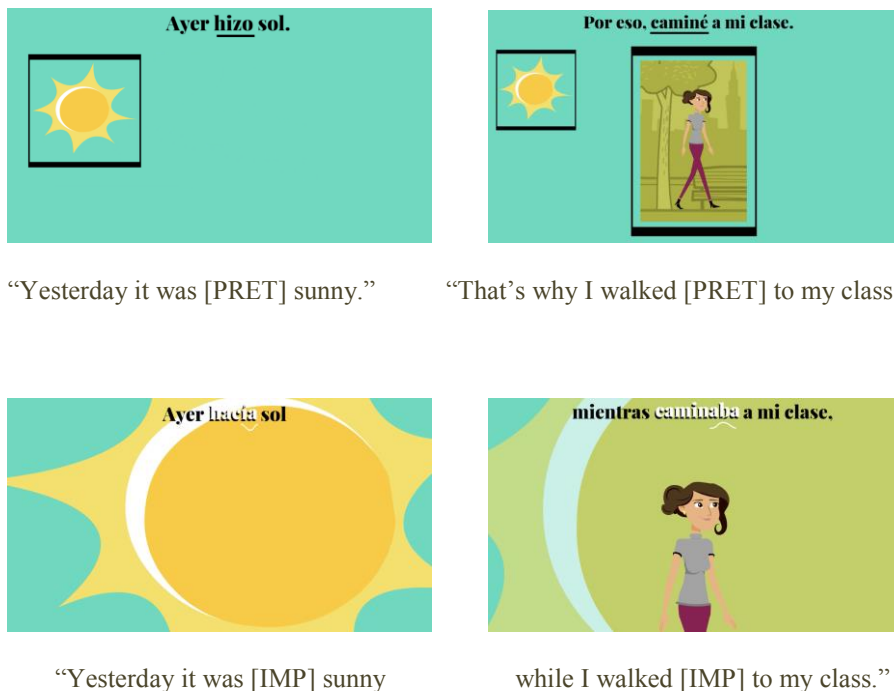 Ayer hizo sol.
Por eso, caminé a mi clase.
“Yesterday it was [PRET] sunny.”
“That’s why I walked [PRET] to my class
Ayer hacía sol
mientras caminaba a mi clase,
“Yesterday it was [IMP] sunny
while I walked [IMP] to my class.”